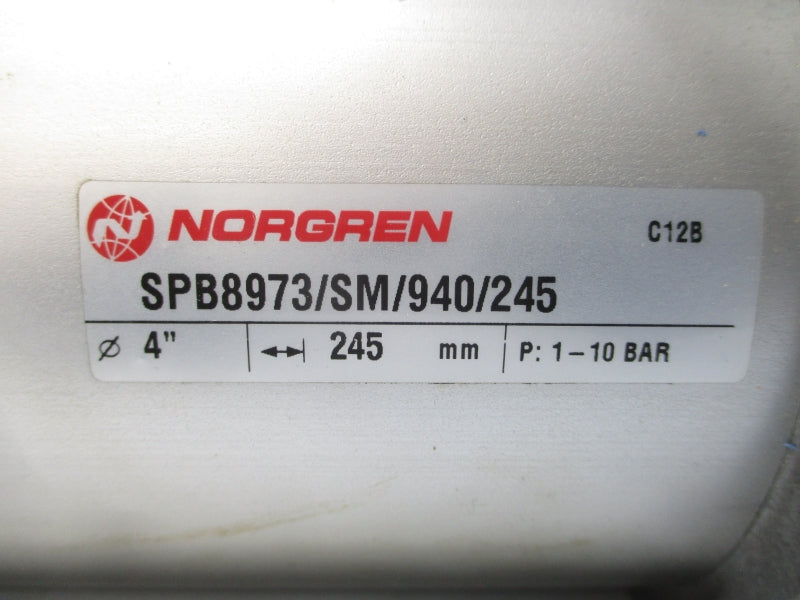 NORGREN C12B
SPB8973/SM/940/245
⌀ 4" 245 mm P: 1–10 BAR